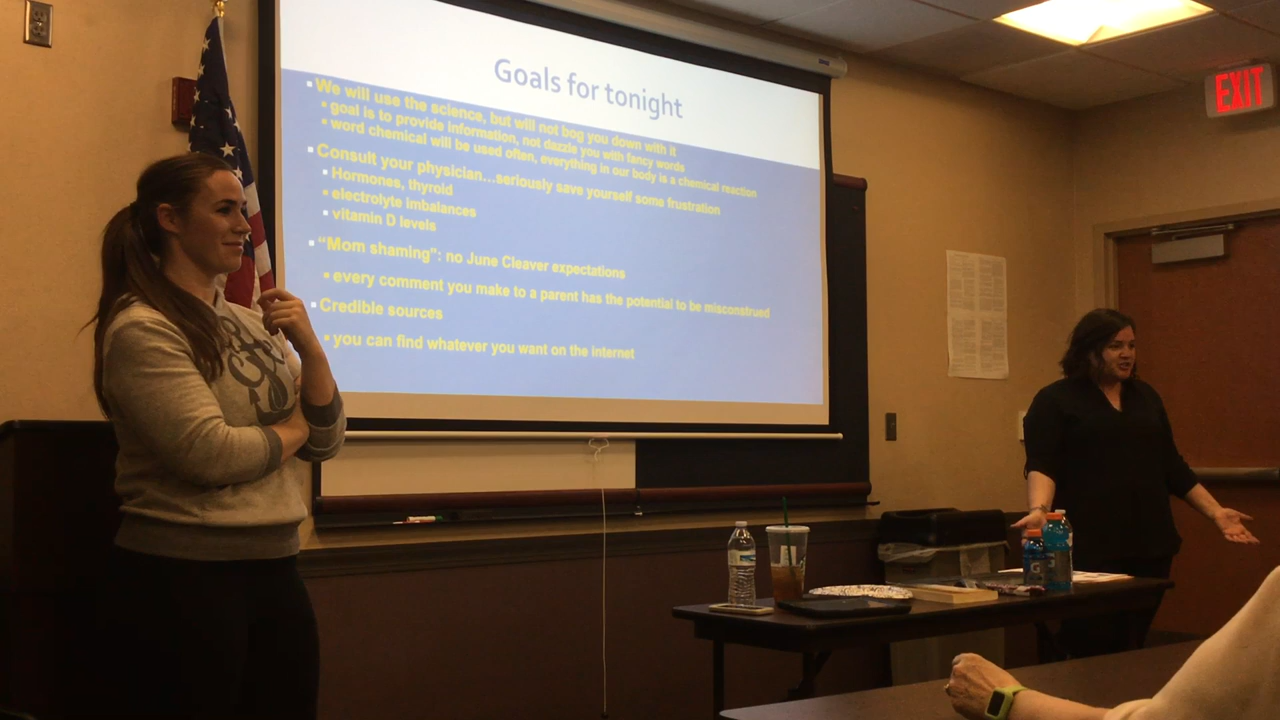 Goals for tonight
We will use the science, but will not bog you down with it
goal is to provide information, not dazzle you with fancy words
word chemical will be used often, everything in our body is a chemical reaction
Consult your physician...seriously save yourself some frustration
Hormones, thyroid
electrolyte imbalances
vitamin D levels
"Mom shaming": no June Cleaver expectations
every comment you make to a parent has the potential to be misconstrued
Credible sources
you can find whatever you want on the internet
EXIT
G